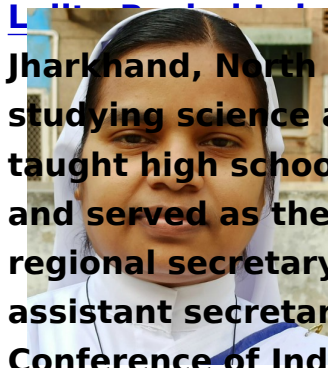 Jharkhand, North
studying science a
taught high schoo
and served as the
regional secretary
assistant secretar
Conference of Ind